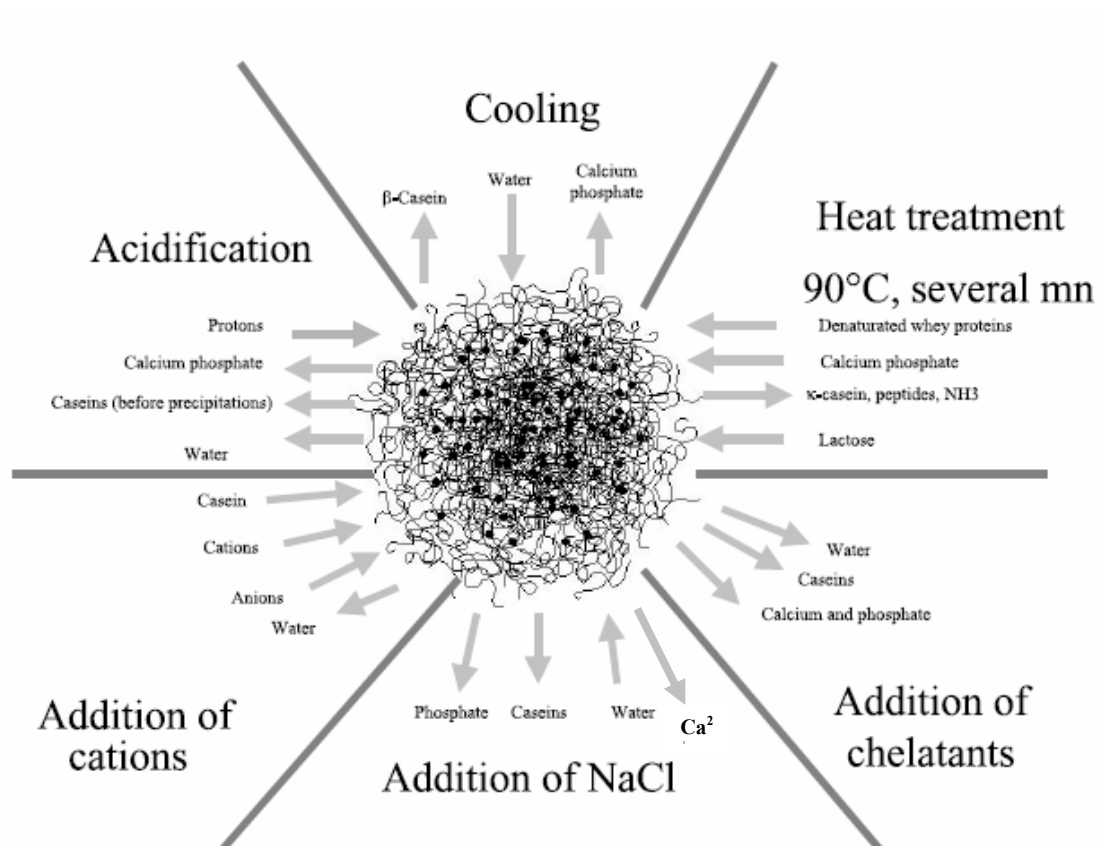 Cooling
β-Casein
Water
Calcium
phosphate
Heat treatment
90°C, several mn
Denaturated whey proteins
Calcium phosphate
κ-casein, peptides, NH3
Lactose
Acidification
Protons
Calcium phosphate
Caseins (before precipitations)
Water
Casein
Cations
Anions
Water
Addition of
cations
Phosphate
Caseins
Water
Ca²
Addition of NaCl
Water
Caseins
Calcium and phosphate
Addition of
chelatants